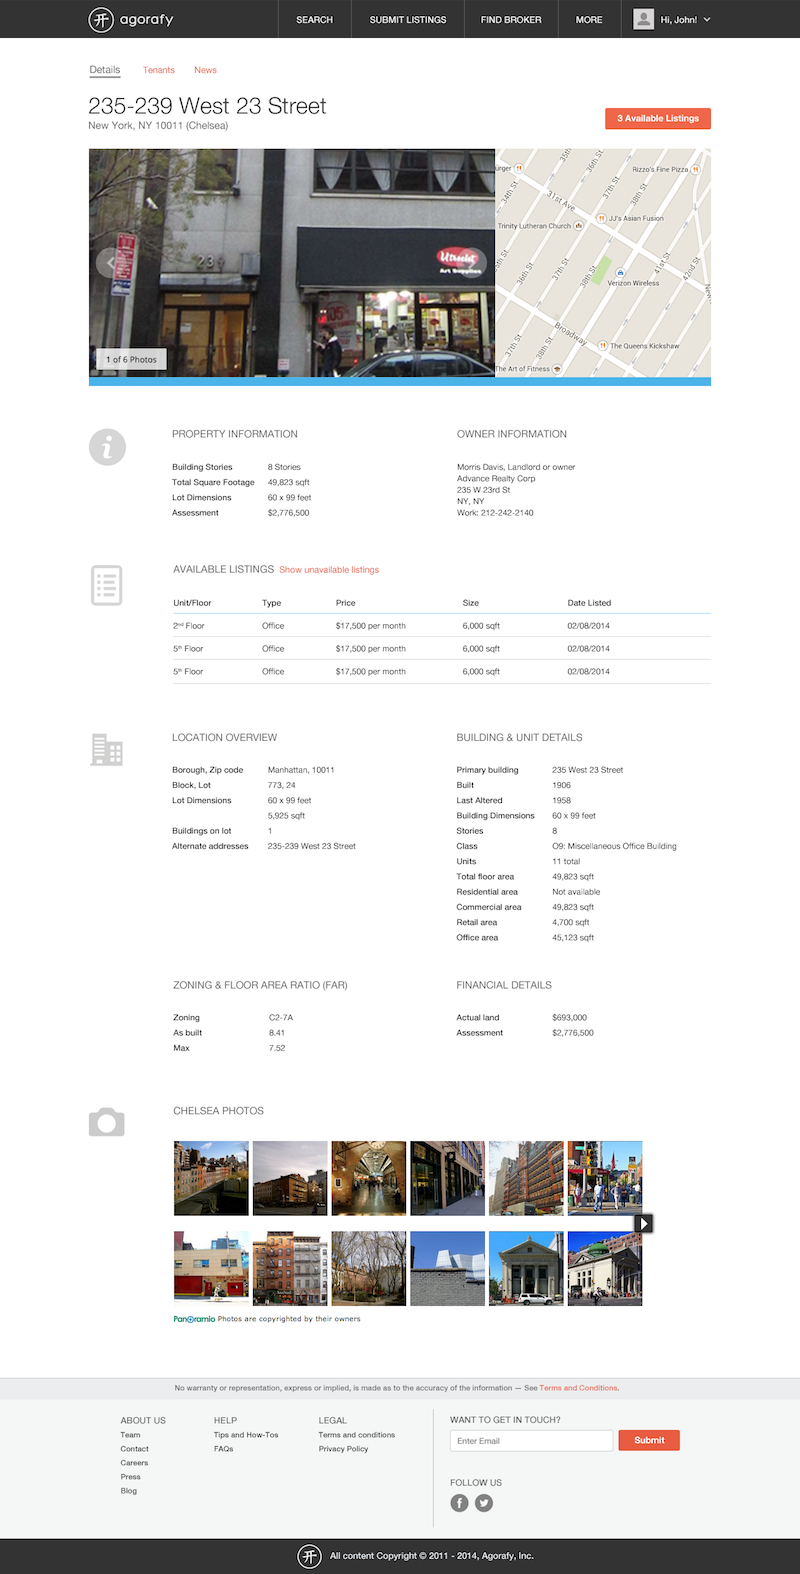 agorafy
SEARCH
SUBMIT LISTINGS
FIND BROKER
MORE
Hi, John!
Details
Tenants
News
235-239 West 23 Street
New York, NY 10011 (Chelsea)
3 Available Listings
Utrecht
Art Supplies
1 of 6 Photos
35th St
36th St
Rizzo's Fine Pizza
34th St
31st Ave
37th St
38th St
JJ's Asian Fusion
Trinity Lutheran Church
41st St
42nd St
36th St
37th St
38th St
Verizon Wireless
Broadway
37th St
38th St
The Queens Kickshaw
The Art of Fitness
PROPERTY INFORMATION
Building Stories 8 Stories
Total Square Footage 49,823 sqft
Lot Dimensions 60 x 99 feet
Assessment $2,776,500
OWNER INFORMATION
Morris Davis, Landlord or owner
Advance Realty Corp
235 W 23rd St
NY, NY
Work: 212-242-2140
AVAILABLE LISTINGS Show unavailable listings
Unit/Floor Type Price Size Date Listed
2nd Floor Office $17,500 per month 6,000 sqft 02/08/2014
5th Floor Office $17,500 per month 6,000 sqft 02/08/2014
5th Floor Office $17,500 per month 6,000 sqft 02/08/2014
LOCATION OVERVIEW
Borough, Zip code Manhattan, 10011
Block, Lot 773, 24
Lot Dimensions 60 x 99 feet
5,925 sqft
Buildings on lot 1
Alternate addresses 235-239 West 23 Street
BUILDING & UNIT DETAILS
Primary building 235 West 23 Street
Built 1906
Last Altered 1958
Building Dimensions 60 x 99 feet
Stories 8
Class O9: Miscellaneous Office Building
Units 11 total
Total floor area 49,823 sqft
Residential area Not available
Commercial area 49,823 sqft
Retail area 4,700 sqft
Office area 45,123 sqft
ZONING & FLOOR AREA RATIO (FAR)
Zoning C2-7A
As built 8.41
Max 7.52
FINANCIAL DETAILS
Actual land $693,000
Assessment $2,776,500
CHELSEA PHOTOS
Panoramio Photos are copyrighted by their owners
No warranty or representation, express or implied, is made as to the accuracy of the information — See Terms and Conditions.
ABOUT US
Team
Contact
Careers
Press
Blog
HELP
Tips and How-Tos
FAQs
LEGAL
Terms and conditions
Privacy Policy
WANT TO GET IN TOUCH?
Enter Email
Submit
FOLLOW US
All content Copyright © 2011 - 2014, Agorafy, Inc.